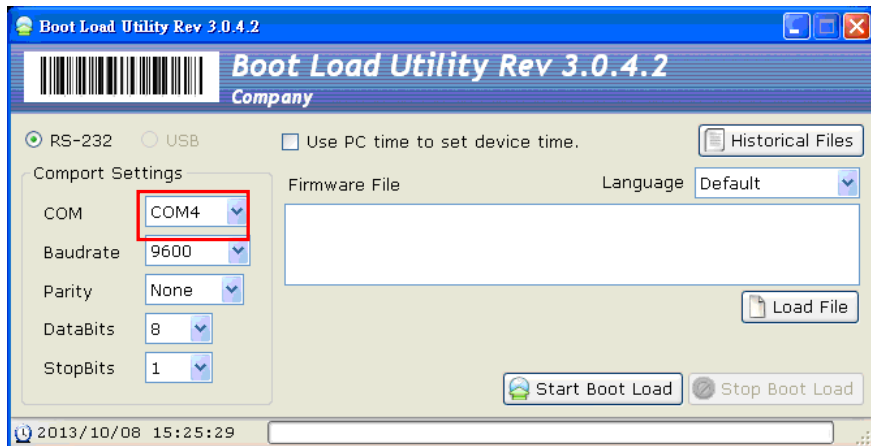 Boot Load Utility Rev 3.0.4.2
Boot Load Utility Rev 3.0.4.2
Company
RS-232 USB Use PC time to set device time. Historical Files
Comport Settings
Firmware File Language Default
COM COM4
Baudrate 9600
Parity None
Load File
DataBits 8
StopBits 1
Start Boot Load Stop Boot Load
2013/10/08 15:25:29